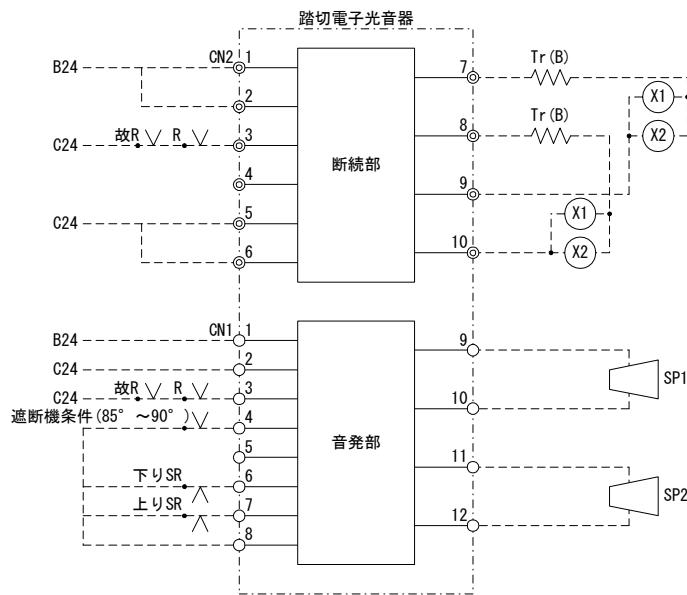 踏切電子光音器
B24
CN2
1
2
C24
故R
R
3
4
C24
5
6
断続部
7
Tr(B)
8
Tr(B)
9
10
X1
X2
X1
X2
B24
CN1
1
C24
2
C24
故R
R
3
遮断機条件(85° ～90° )
4
5
下りSR
6
上りSR
7
8
音発部
9
10
11
12
SP1
SP2